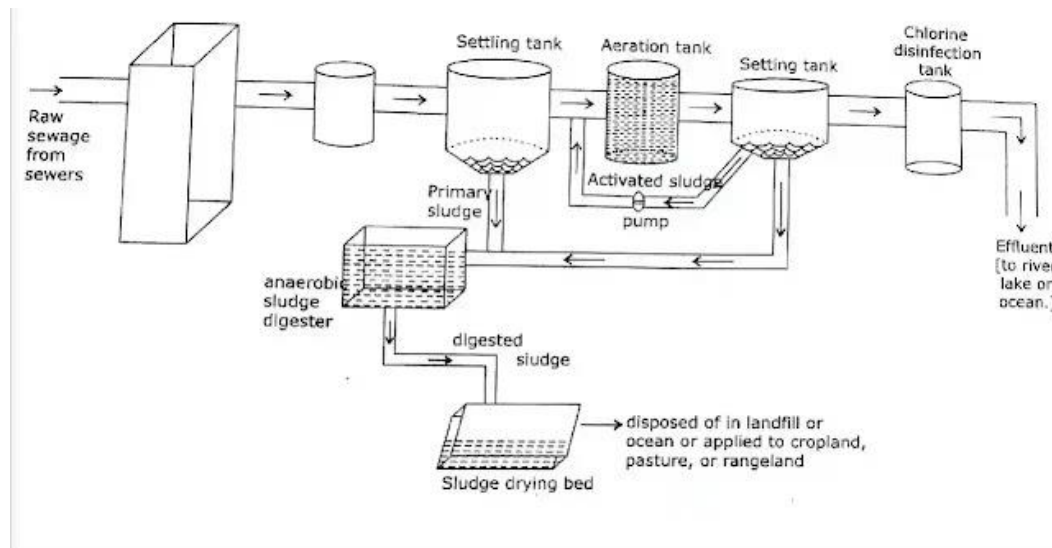 Settling tank
Aeration tank
Setting tank
Chlorine
disinfection
tank
Raw
sewage
from
sewers
Primary
sludge
Activated sludge
pump
Effluent
[to river
lake or
ocean.]
anaerobic
sludge
digester
digested
sludge
disposed of in landfill or
ocean or applied to cropland,
pasture, or rangeland
Sludge drying bed